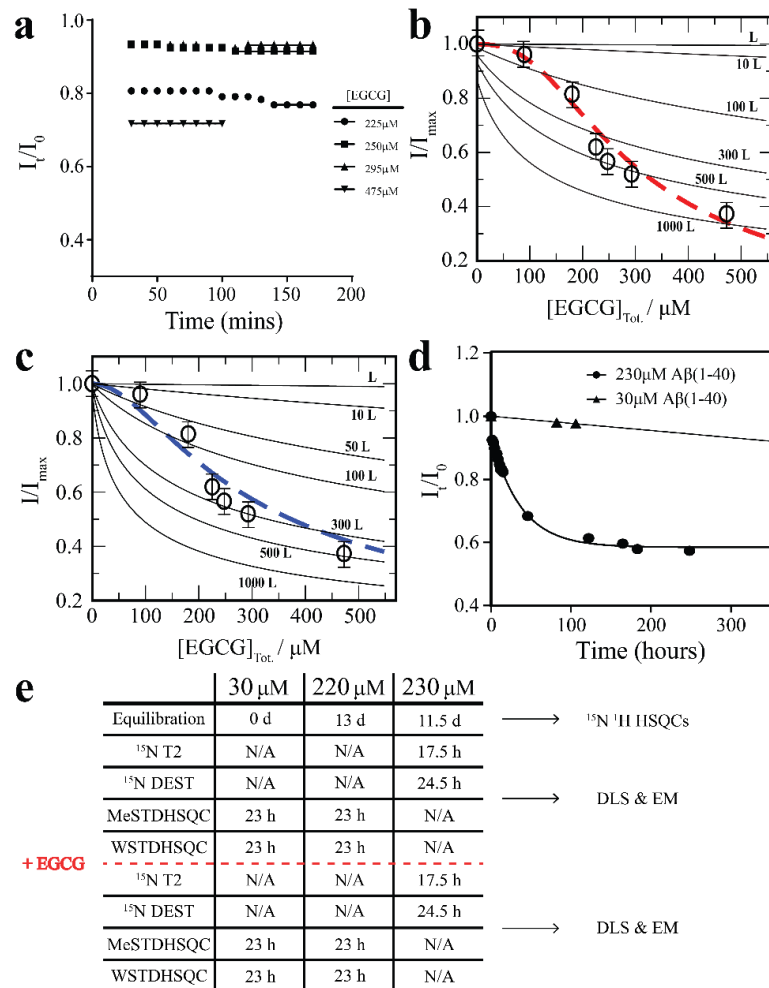 a
1.0
0.8
0.6
0.4
I_t/I_0
0
50
100
150
200
Time (mins)
[EGCG]
225μM
250μM
295μM
475μM
b
1.0
0.8
0.6
0.4
0.2
I/I_max
L
10 L
100 L
300 L
500 L
1000 L
0
100
200
300
400
500
[EGCG]_Tot. / μM
c
1.0
0.8
0.6
0.4
0.2
I/I_max
L
10 L
50 L
100 L
300 L
500 L
1000 L
0
100
200
300
400
500
[EGCG]_Tot. / μM
d
1.2
1.0
0.8
0.6
0.4
I_t/I_0
230μM Aβ(1-40)
30μM Aβ(1-40)
0
100
200
300
Time (hours)
e
30 μM 220 μM 230 μM
Equilibration 0 d 13 d 11.5 d ¹⁵N ¹H HSQCs
¹⁵N T2 N/A N/A 17.5 h
¹⁵N DEST N/A N/A 24.5 h
DLS & EM
MeSTDHSQC 23 h 23 h N/A
WSTDHSQC 23 h 23 h N/A
+ EGCG
¹⁵N T2 N/A N/A 17.5 h
¹⁵N DEST N/A N/A 24.5 h
DLS & EM
MeSTDHSQC 23 h 23 h N/A
WSTDHSQC 23 h 23 h N/A